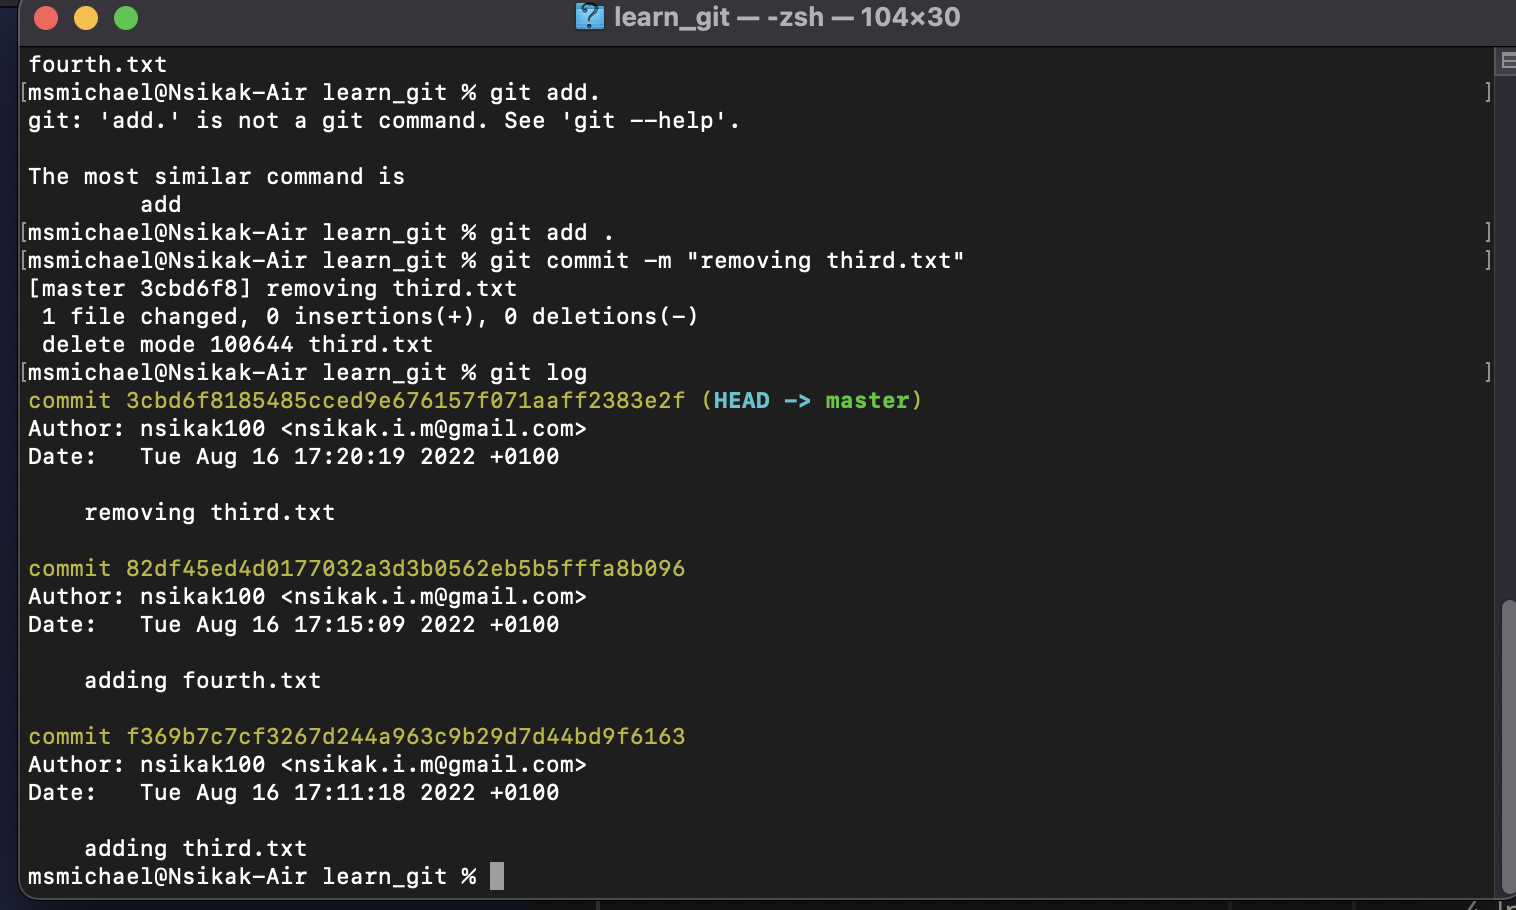 learn_git — -zsh — 104×30
fourth.txt
[msmichael@Nsikak-Air learn_git % git add. ]
git: 'add.' is not a git command. See 'git --help'.
The most similar command is
add
[msmichael@Nsikak-Air learn_git % git add . ]
[msmichael@Nsikak-Air learn_git % git commit -m "removing third.txt" ]
[master 3cbd6f8] removing third.txt
1 file changed, 0 insertions(+), 0 deletions(-)
delete mode 100644 third.txt
[msmichael@Nsikak-Air learn_git % git log ]
commit 3cbd6f8185485cced9e676157f071aaff2383e2f (HEAD -> master)
Author: nsikak100 <nsikak.i.m@gmail.com>
Date:   Tue Aug 16 17:20:19 2022 +0100
removing third.txt
commit 82df45ed4d0177032a3d3b0562eb5b5fffa8b096
Author: nsikak100 <nsikak.i.m@gmail.com>
Date:   Tue Aug 16 17:15:09 2022 +0100
adding fourth.txt
commit f369b7c7cf3267d244a963c9b29d7d44bd9f6163
Author: nsikak100 <nsikak.i.m@gmail.com>
Date:   Tue Aug 16 17:11:18 2022 +0100
adding third.txt
msmichael@Nsikak-Air learn_git %